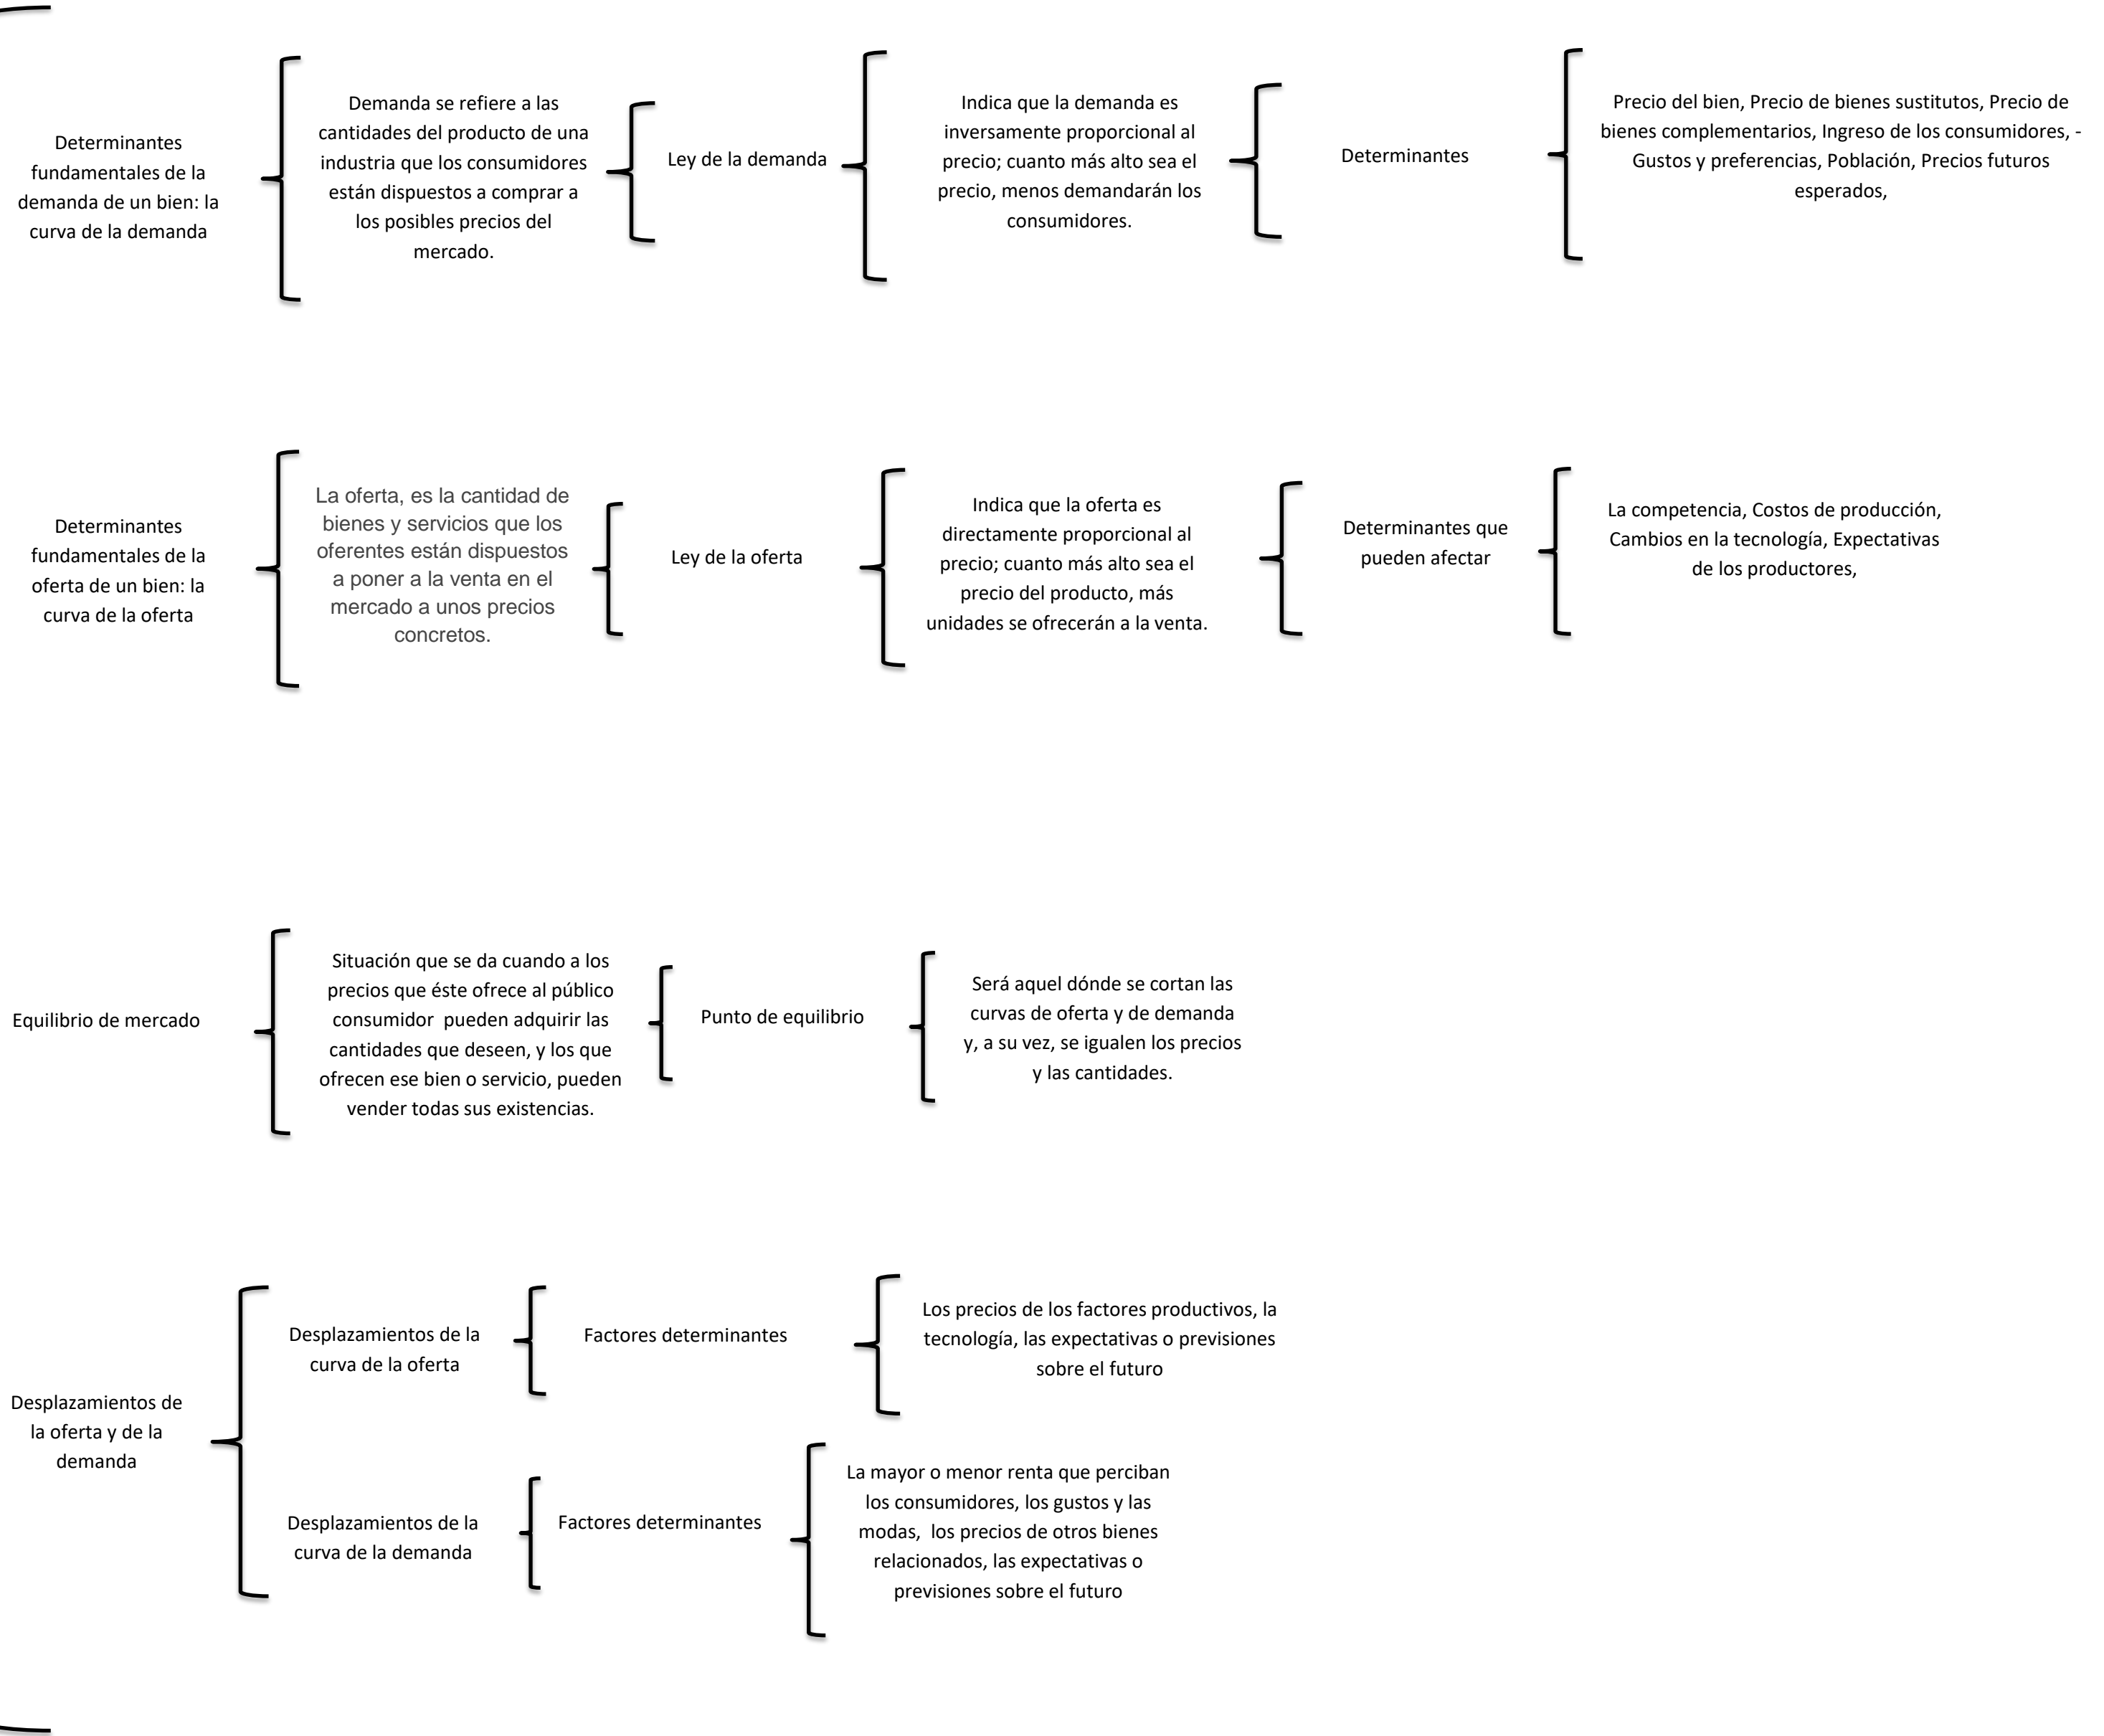 Determinantes
fundamentales de la
demanda de un bien: la
curva de la demanda
Demanda se refiere a las
cantidades del producto de una
industria que los consumidores
están dispuestos a comprar a
los posibles precios del
mercado.
Ley de la demanda
Indica que la demanda es
inversamente proporcional al
precio; cuanto más alto sea el
precio, menos demandarán los
consumidores.
Determinantes
Precio del bien, Precio de bienes sustitutos, Precio de
bienes complementarios, Ingreso de los consumidores, -
Gustos y preferencias, Población, Precios futuros
esperados,
Determinantes
fundamentales de la
oferta de un bien: la
curva de la oferta
La oferta, es la cantidad de
bienes y servicios que los
oferentes están dispuestos
a poner a la venta en el
mercado a unos precios
concretos.
Ley de la oferta
Indica que la oferta es
directamente proporcional al
precio; cuanto más alto sea el
precio del producto, más
unidades se ofrecerán a la venta.
Determinantes que
pueden afectar
La competencia, Costos de producción,
Cambios en la tecnología, Expectativas
de los productores,
Equilibrio de mercado
Situación que se da cuando a los
precios que éste ofrece al público
consumidor  pueden adquirir las
cantidades que deseen, y los que
ofrecen ese bien o servicio, pueden
vender todas sus existencias.
Punto de equilibrio
Será aquel dónde se cortan las
curvas de oferta y de demanda
y, a su vez, se igualen los precios
y las cantidades.
Desplazamientos de
la oferta y de la
demanda
Desplazamientos de la
curva de la oferta
Factores determinantes
Los precios de los factores productivos, la
tecnología, las expectativas o previsiones
sobre el futuro
Desplazamientos de la
curva de la demanda
Factores determinantes
La mayor o menor renta que perciban
los consumidores, los gustos y las
modas,  los precios de otros bienes
relacionados, las expectativas o
previsiones sobre el futuro